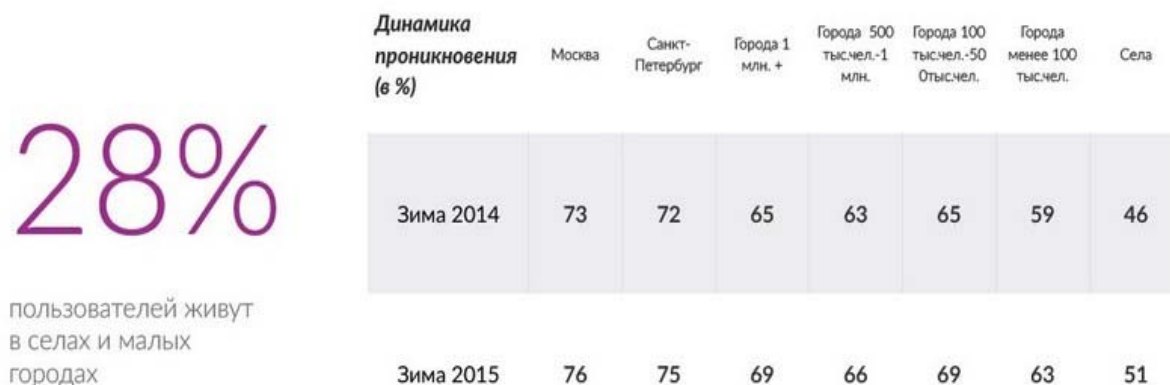 28%
пользователей живут
в селах и малых
городах
Динамика
проникновения
(в %)
Москва
Санкт-
Петербург
Города 1
млн. +
Города 500
тыс.чел.-1
млн.
Города 100
тыс.чел.-50
0тыс.чел.
Города
менее 100
тыс.чел.
Села
Зима 2014 73 72 65 63 65 59 46
Зима 2015 76 75 69 66 69 63 51